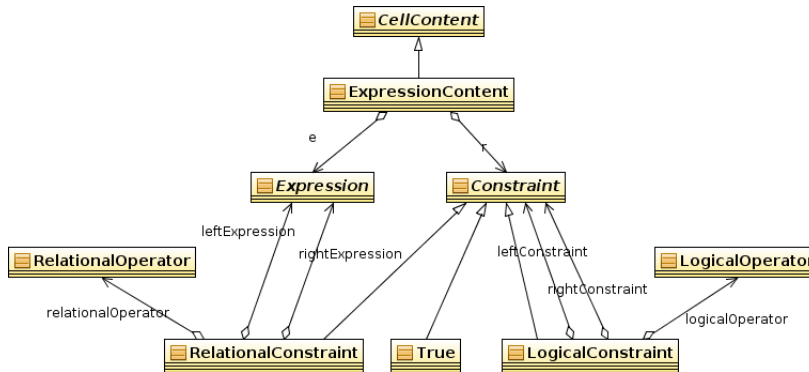 CellContent
ExpressionContent
e
r
Expression
Constraint
leftExpression
rightExpression
leftConstraint
RelationalOperator
LogicalOperator
rightConstraint
relationalOperator
logicalOperator
RelationalConstraint
True
LogicalConstraint